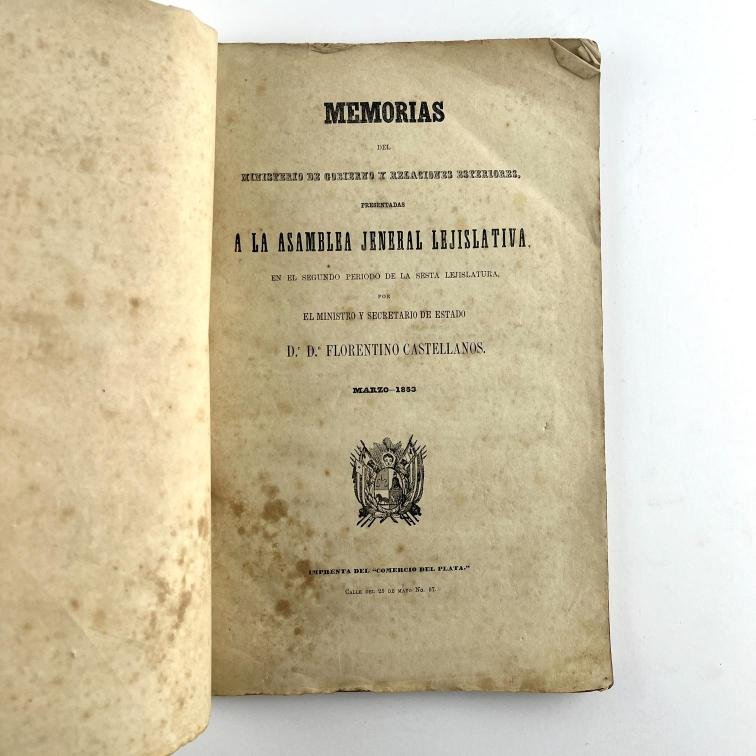 MEMORIAS
DEL
MINISTERIO DE GOBIERNO Y RELACIONES ESTERIORES,
PRESENTADAS
A LA ASAMBLEA JENERAL LEJISLATIVA,
EN EL SEGUNDO PERIODO DE LA SESTA LEJISLATURA,
POR
EL MINISTRO Y SECRETARIO DE ESTADO
D.r D.n FLORENTINO CASTELLANOS.
MARZO—1853
IMPRENTA DEL "COMERCIO DEL PLATA."
CALLE DEL 25 DE MAYO No. 87.